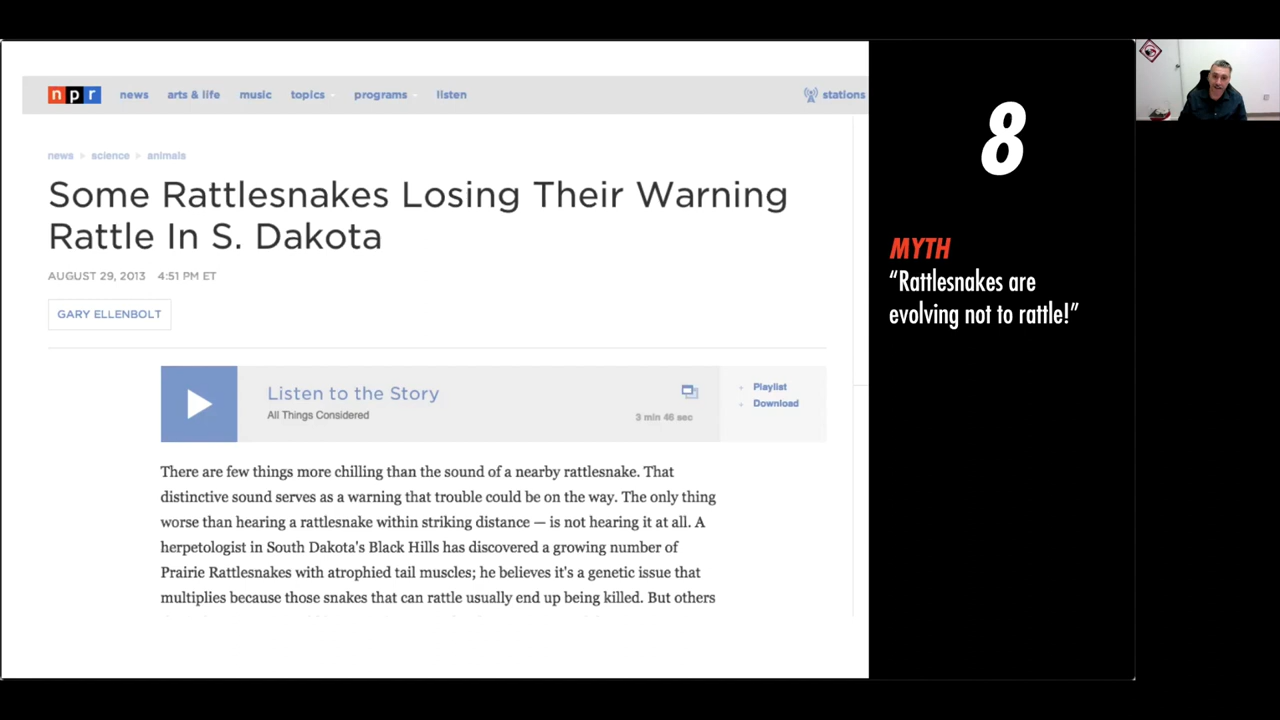 npr news arts & life music topics programs listen stations
news > science > animals
Some Rattlesnakes Losing Their Warning
Rattle In S. Dakota
AUGUST 29, 2013 4:51 PM ET
GARY ELLENBOLT
Listen to the Story
All Things Considered
3 min 46 sec
Playlist
Download
There are few things more chilling than the sound of a nearby rattlesnake. That
distinctive sound serves as a warning that trouble could be on the way. The only thing
worse than hearing a rattlesnake within striking distance — is not hearing it at all. A
herpetologist in South Dakota's Black Hills has discovered a growing number of
Prairie Rattlesnakes with atrophied tail muscles; he believes it's a genetic issue that
multiplies because those snakes that can rattle usually end up being killed. But others
8
MYTH
“Rattlesnakes are
evolving not to rattle!”